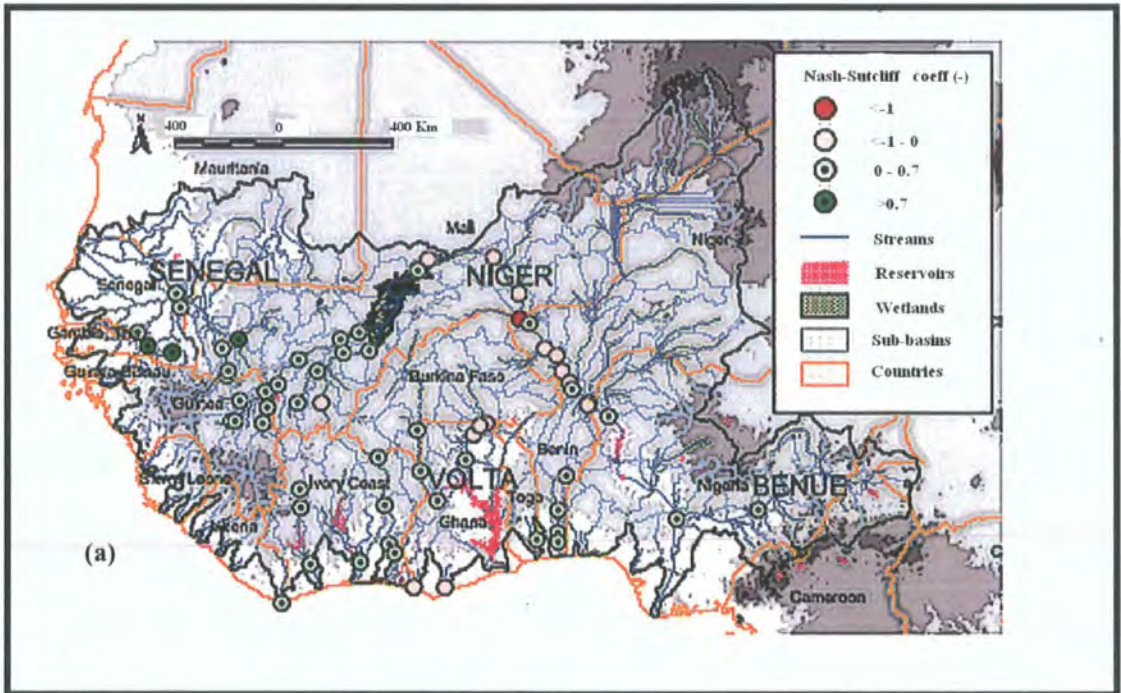 Nash-Sutcliff coeff (-)
<-1
<-1 - 0
0 - 0.7
>0.7
Streams
Reservoirs
Wetlands
Sub-basins
Countries
N
400 0 400 Km
Mauritania
Mali
Niger
SENEGAL
NIGER
Senegal
Gambia, The
Guinea-Bissau
Burkina Faso
Guinea
Benin
Sierra Leone
Ivory Coast
VOLTA
Togo
Nigeria
BENUE
Ghana
Liberia
(a)
Cameroon
C